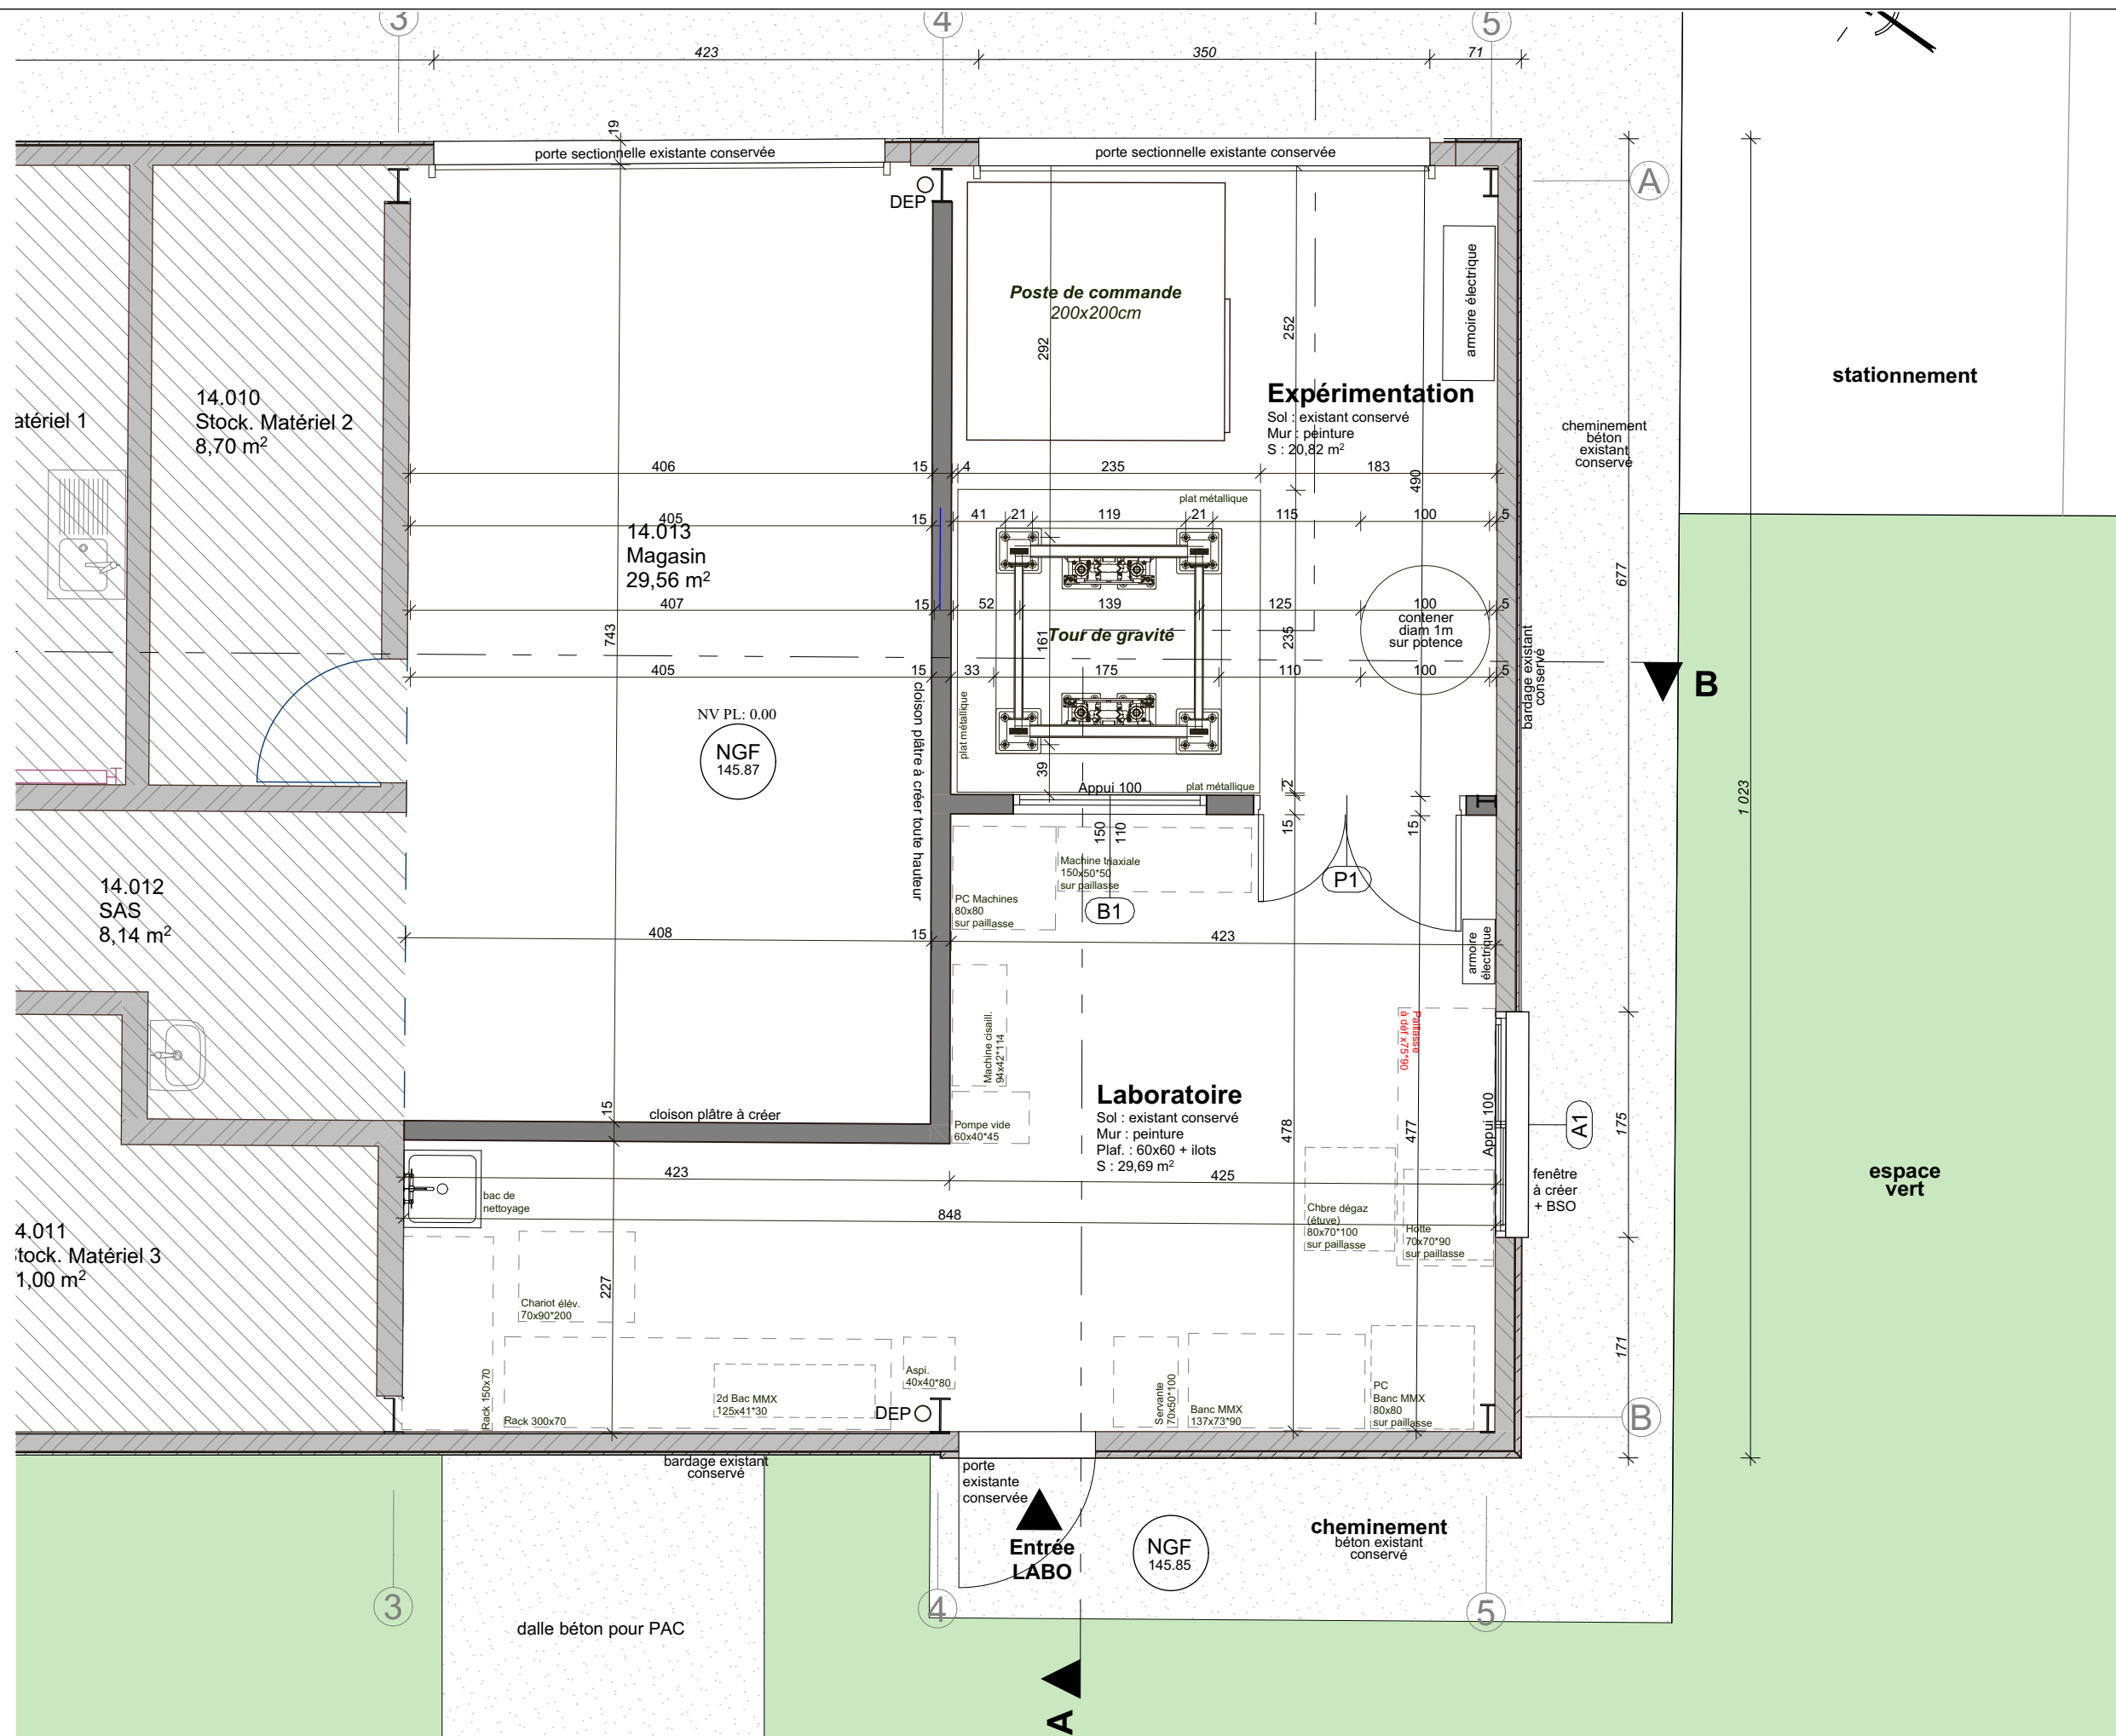 3
4
5
423
350
71
19
porte sectionnelle existante conservée
porte sectionnelle existante conservée
A
DEP
Poste de commande
200x200cm
292
252
armoire électrique
Expérimentation
Sol : existant conservé
Mur : peinture
S : 20,82 m²
490
stationnement
cheminement
béton
existant
conservé
14.010
Stock. Matériel 2
8,70 m²
atériel 1
406
15
4
235
183
plat métallique
405
15
41
21
119
21
115
100
5
14.013
Magasin
29,56 m²
677
407
15
52
139
125
100
5
contener
diam 1m
sur potence
743
161
Tour de gravité
235
bardage existant
conservé
405
15
33
175
110
100
5
B
cloison plâtre à créer toute hauteur
plat métallique
NV PL: 0.00
NGF
145.87
39
Appui 100
plat métallique
2
1 023
15
15
150
110
Machine triaxiale
150x50*50
sur paillasse
P1
PC Machines
80x80
sur paillasse
B1
14.012
SAS
8,14 m²
408
15
423
armoire
électrique
Machine cisaill.
94x42*114
Paillasse
à def x75*90
Laboratoire
Sol : existant conservé
Mur : peinture
Plaf. : 60x60 + ilots
S : 29,69 m²
15
cloison plâtre à créer
Pompe vide
60x40*45
478
477
Appui 100
A1
175
423
425
fenêtre
à créer
+ BSO
espace
vert
bac de
nettoyage
848
Chbre dégaz
(étuve)
80x70*100
sur paillasse
Hotte
70x70*90
sur paillasse
4.011
tock. Matériel 3
1,00 m²
227
Chariot élév.
70x90*200
171
Rack 150x70
Rack 300x70
2d Bac MMX
125x41*30
Aspi.
40x40*80
DEP
Servante
70x50*100
Banc MMX
137x73*90
PC
Banc MMX
80x80
sur paillasse
B
bardage existant
conservé
porte
existante
conservée
Entrée
LABO
NGF
145.85
cheminement
béton existant
conservé
3
4
5
dalle béton pour PAC
A